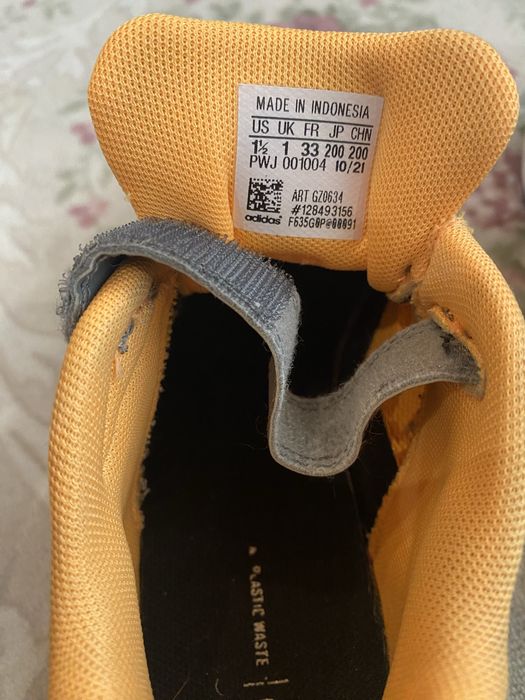 MADE IN INDONESIA
US UK FR JP CHN
1½ 1 33 200 200
PWJ 001004 10/21
ART GZ0634
#128493156
adidas F635G0P@00091
PLASTIC WASTE